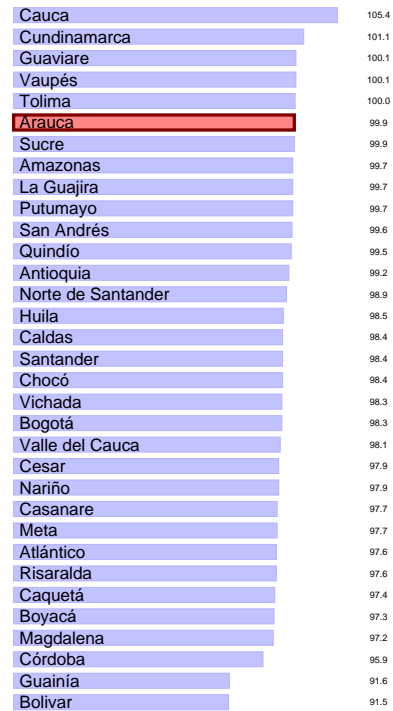 Cauca 105.4
Cundinamarca 101.1
Guaviare 100.1
Vaupés 100.1
Tolima 100.0
Arauca 99.9
Sucre 99.9
Amazonas 99.7
La Guajira 99.7
Putumayo 99.7
San Andrés 99.6
Quindío 99.5
Antioquia 99.2
Norte de Santander 98.9
Huila 98.5
Caldas 98.4
Santander 98.4
Chocó 98.4
Vichada 98.3
Bogotá 98.3
Valle del Cauca 98.1
Cesar 97.9
Nariño 97.9
Casanare 97.7
Meta 97.7
Atlántico 97.6
Risaralda 97.6
Caquetá 97.4
Boyacá 97.3
Magdalena 97.2
Córdoba 95.9
Guainía 91.6
Bolivar 91.5